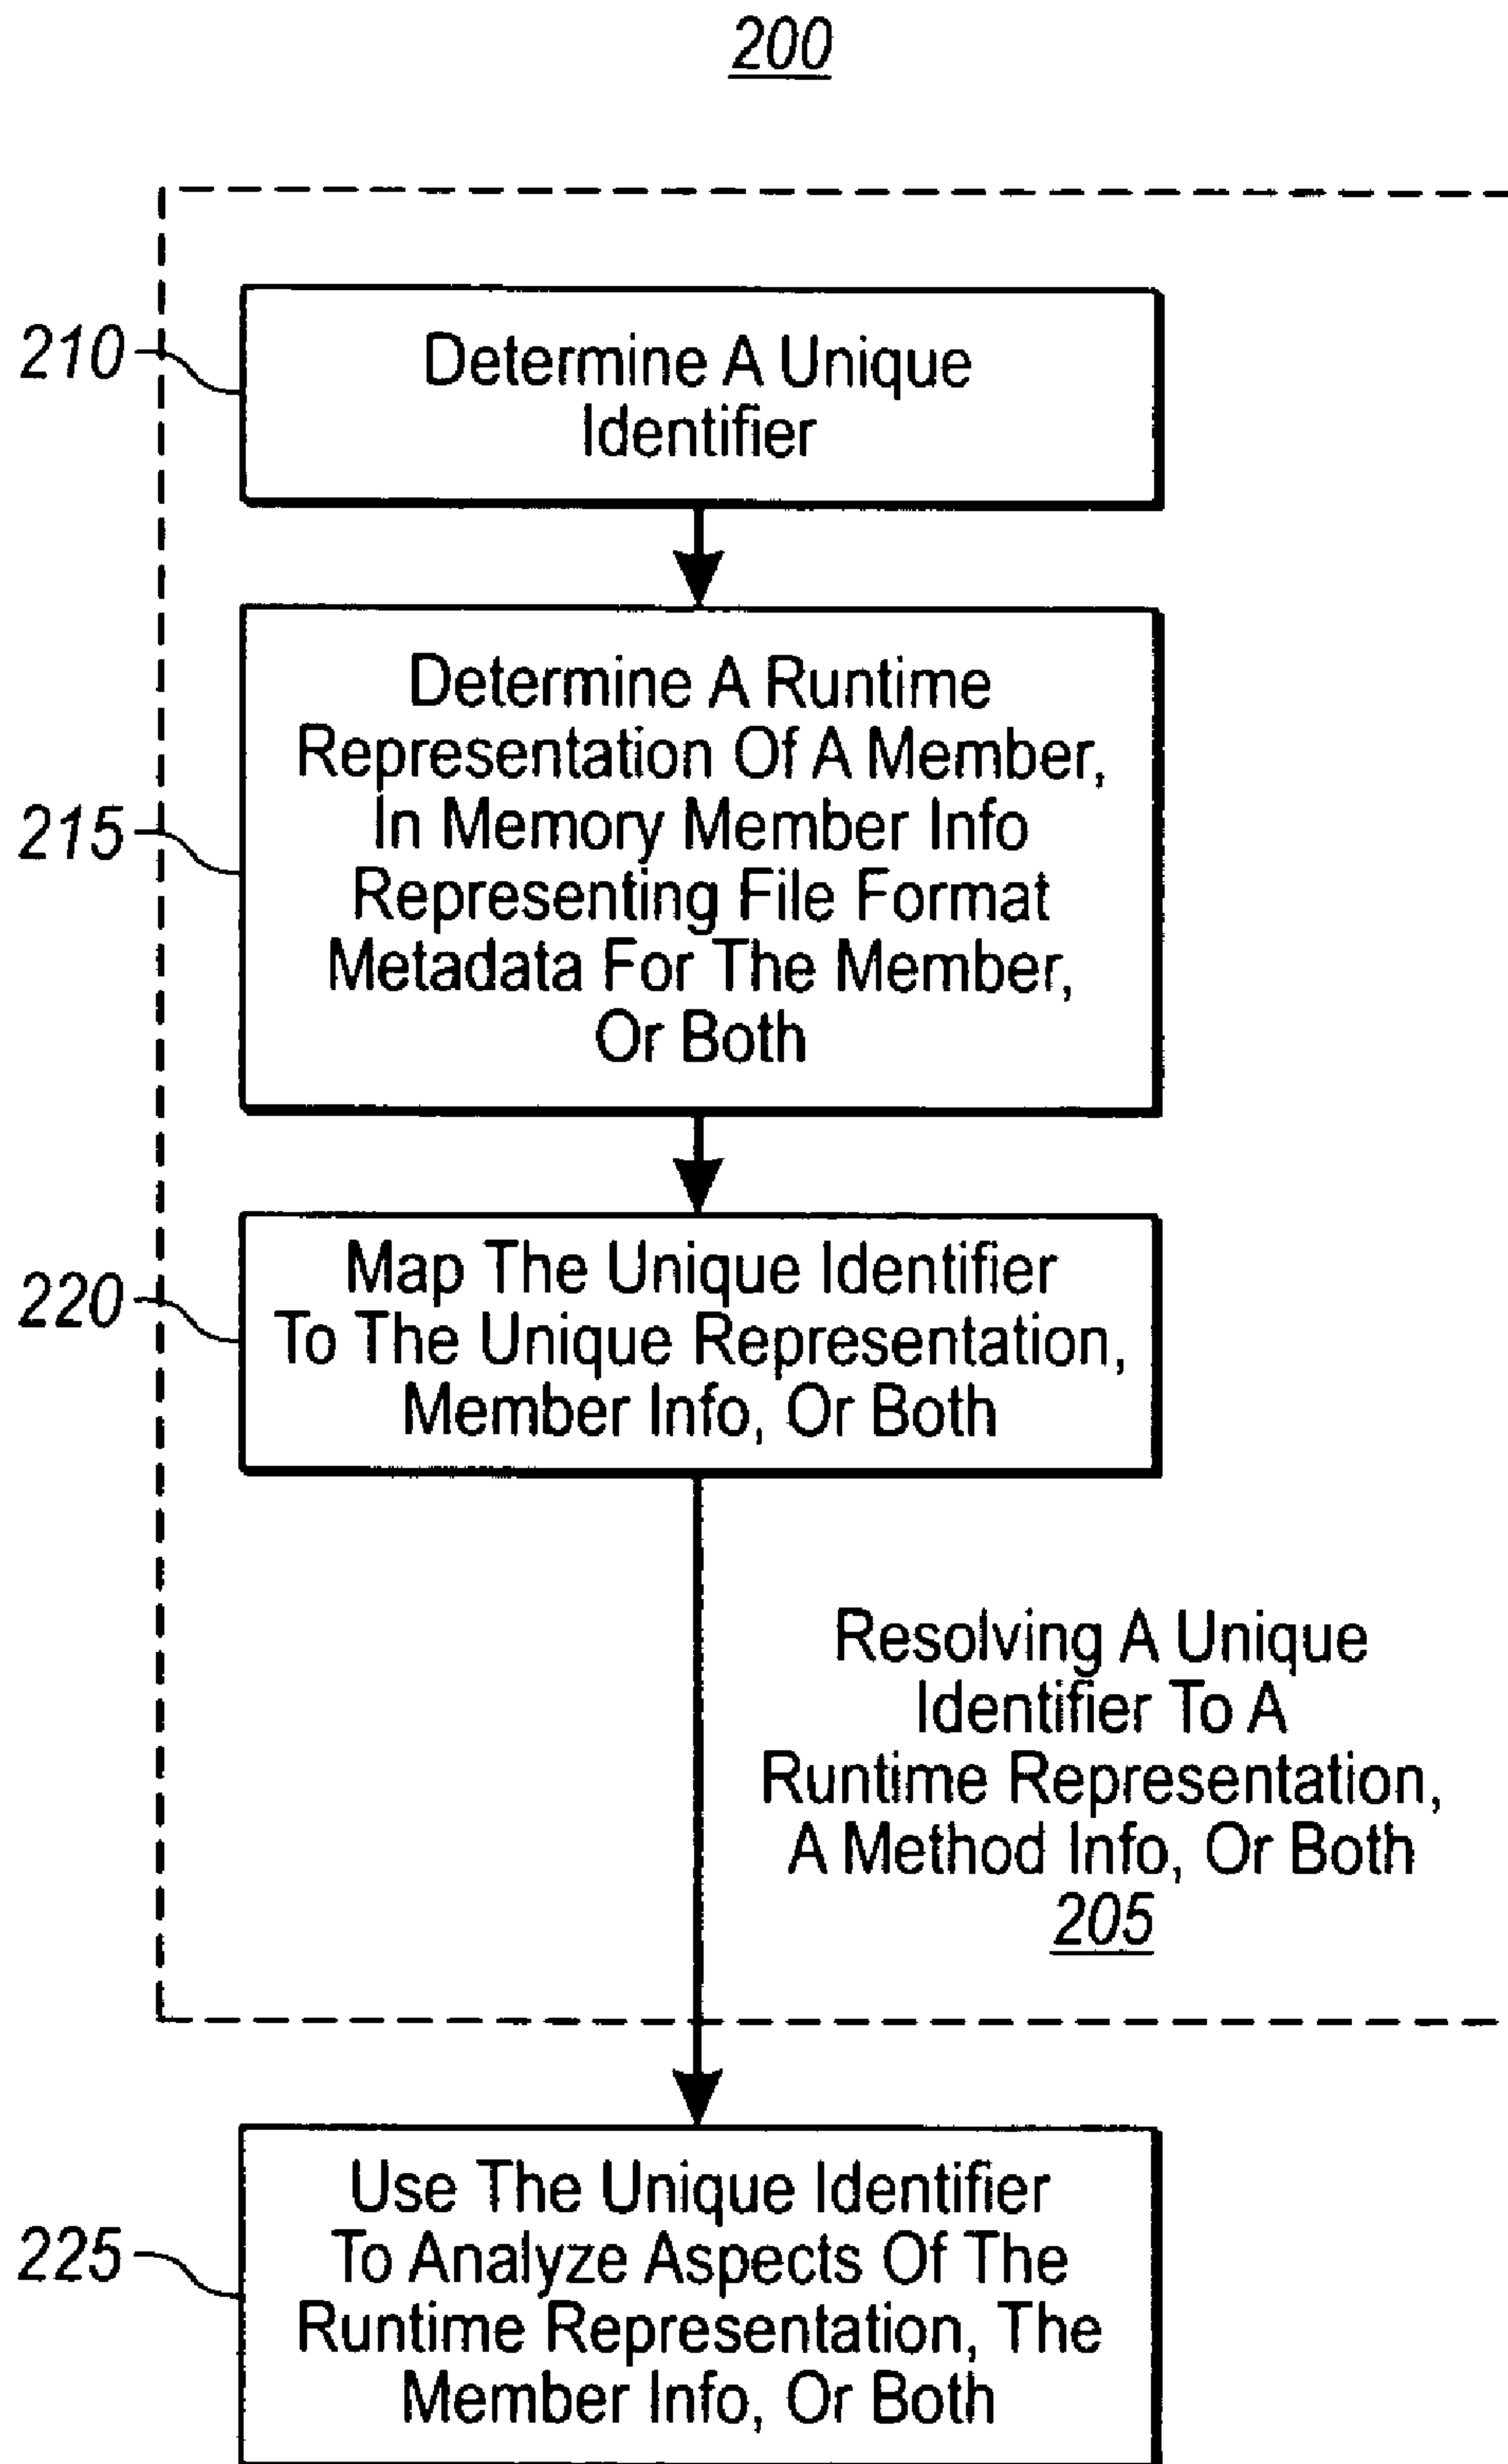 200
210
Determine A Unique
Identifier
215
Determine A Runtime
Representation Of A Member,
In Memory Member Info
Representing File Format
Metadata For The Member,
Or Both
220
Map The Unique Identifier
To The Unique Representation,
Member Info, Or Both
Resolving A Unique
Identifier To A
Runtime Representation,
A Method Info, Or Both
205
225
Use The Unique Identifier
To Analyze Aspects Of The
Runtime Representation, The
Member Info, Or Both